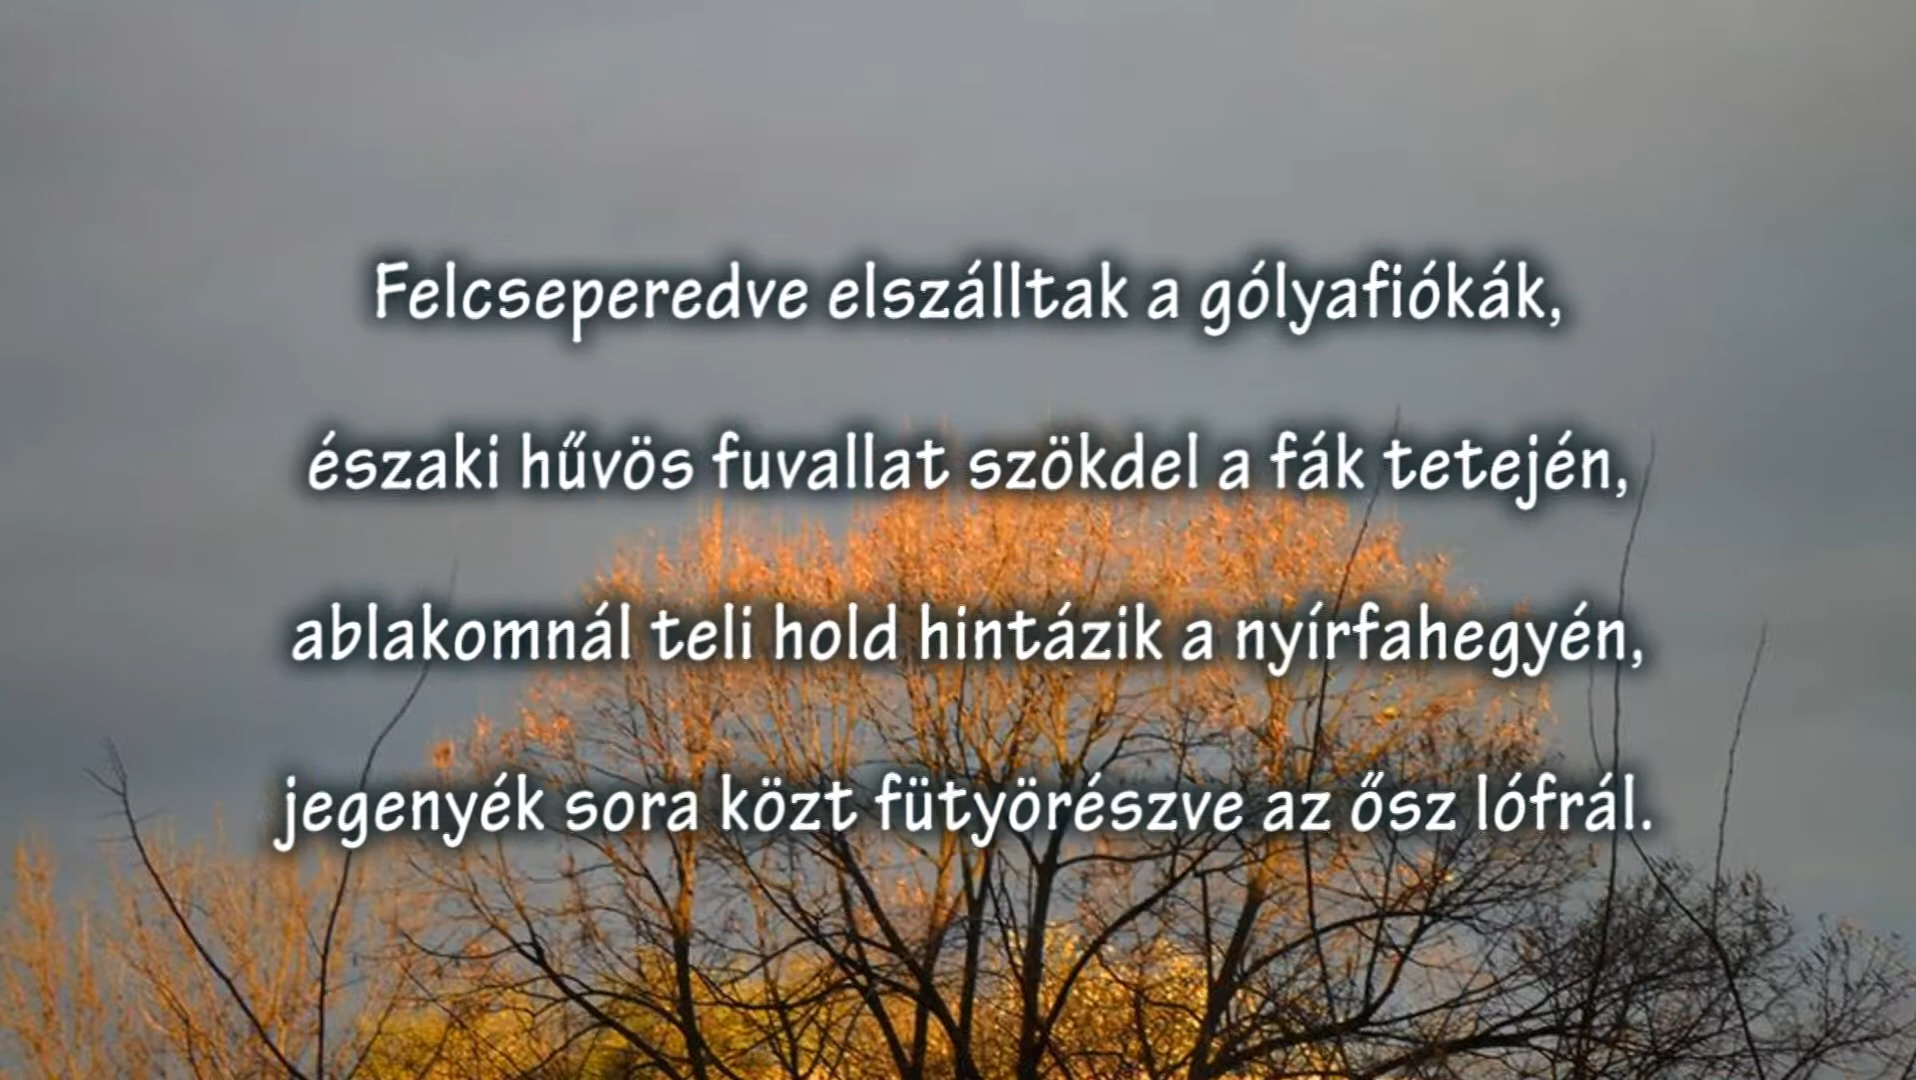 Felcseperedve elszálltak a gólyafiókák,
északi hűvös fuvallat szökdel a fák tetején,
ablakomnál teli hold hintázik a nyírfahegyén,
jegenyék sora közt fütyörészve az ősz lófrál.